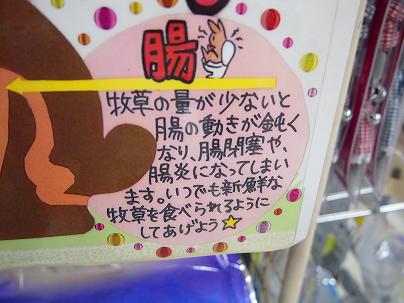 腸
牧草の量が少ないと
腸の動きが鈍く
なり、腸閉塞や、
腸炎になってしまい
ます。いつでも新鮮な
牧草を食べられるように
してあげよう☆